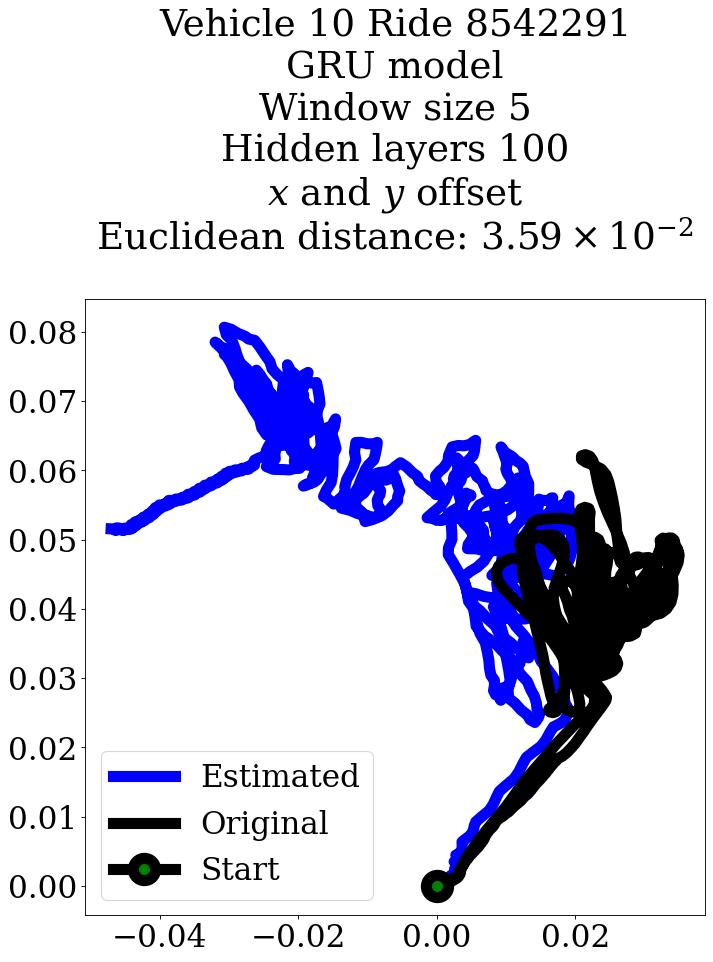 Vehicle 10 Ride 8542291
GRU model
Window size 5
Hidden layers 100
x and y offset
Euclidean distance: 3.59 × 10⁻²
0.08
0.07
0.06
0.05
0.04
0.03
0.02
0.01
0.00
Estimated
Original
Start
−0.04 −0.02 0.00 0.02